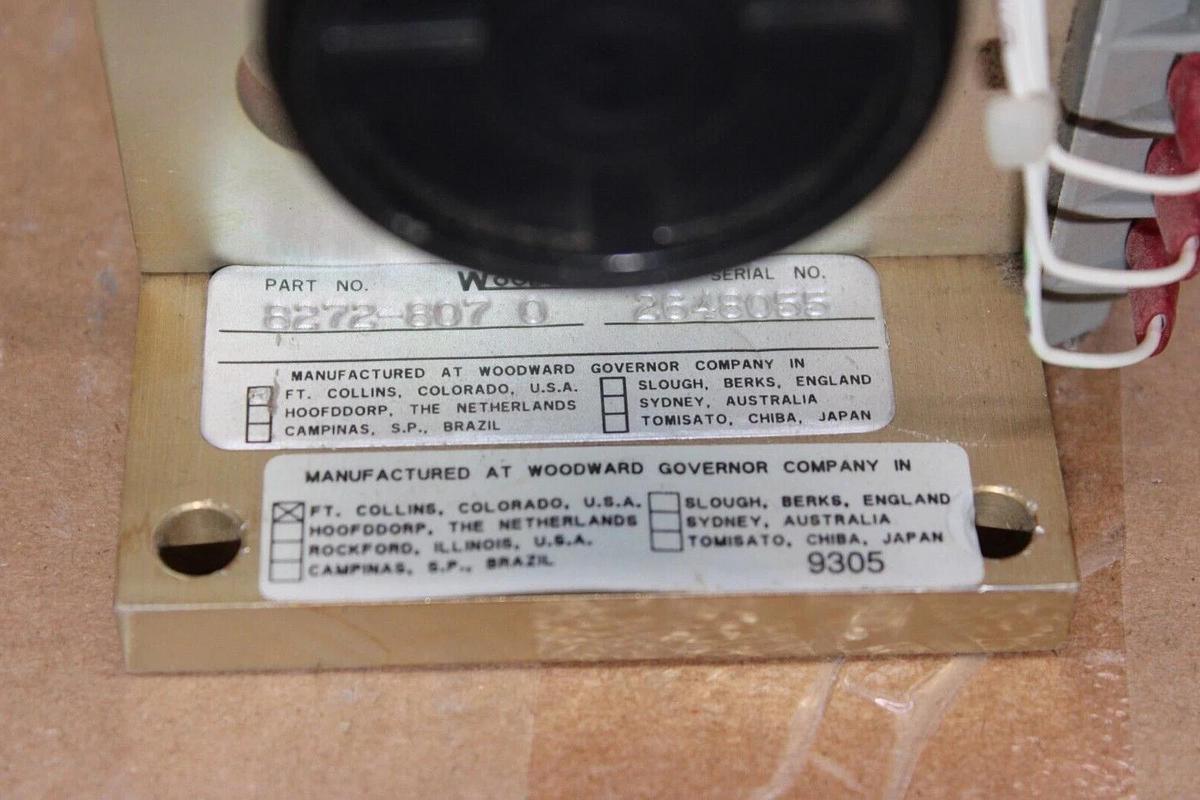 PART NO. SERIAL NO.
8272-807 0 2648055
MANUFACTURED AT WOODWARD GOVERNOR COMPANY IN
FT. COLLINS, COLORADO, U.S.A. SLOUGH, BERKS, ENGLAND
HOOFDDORP, THE NETHERLANDS SYDNEY, AUSTRALIA
CAMPINAS, S.P., BRAZIL TOMISATO, CHIBA, JAPAN
MANUFACTURED AT WOODWARD GOVERNOR COMPANY IN
FT. COLLINS, COLORADO, U.S.A. SLOUGH, BERKS, ENGLAND
HOOFDDORP, THE NETHERLANDS SYDNEY, AUSTRALIA
ROCKFORD, ILLINOIS, U.S.A. TOMISATO, CHIBA, JAPAN
CAMPINAS, S.P., BRAZIL 9305